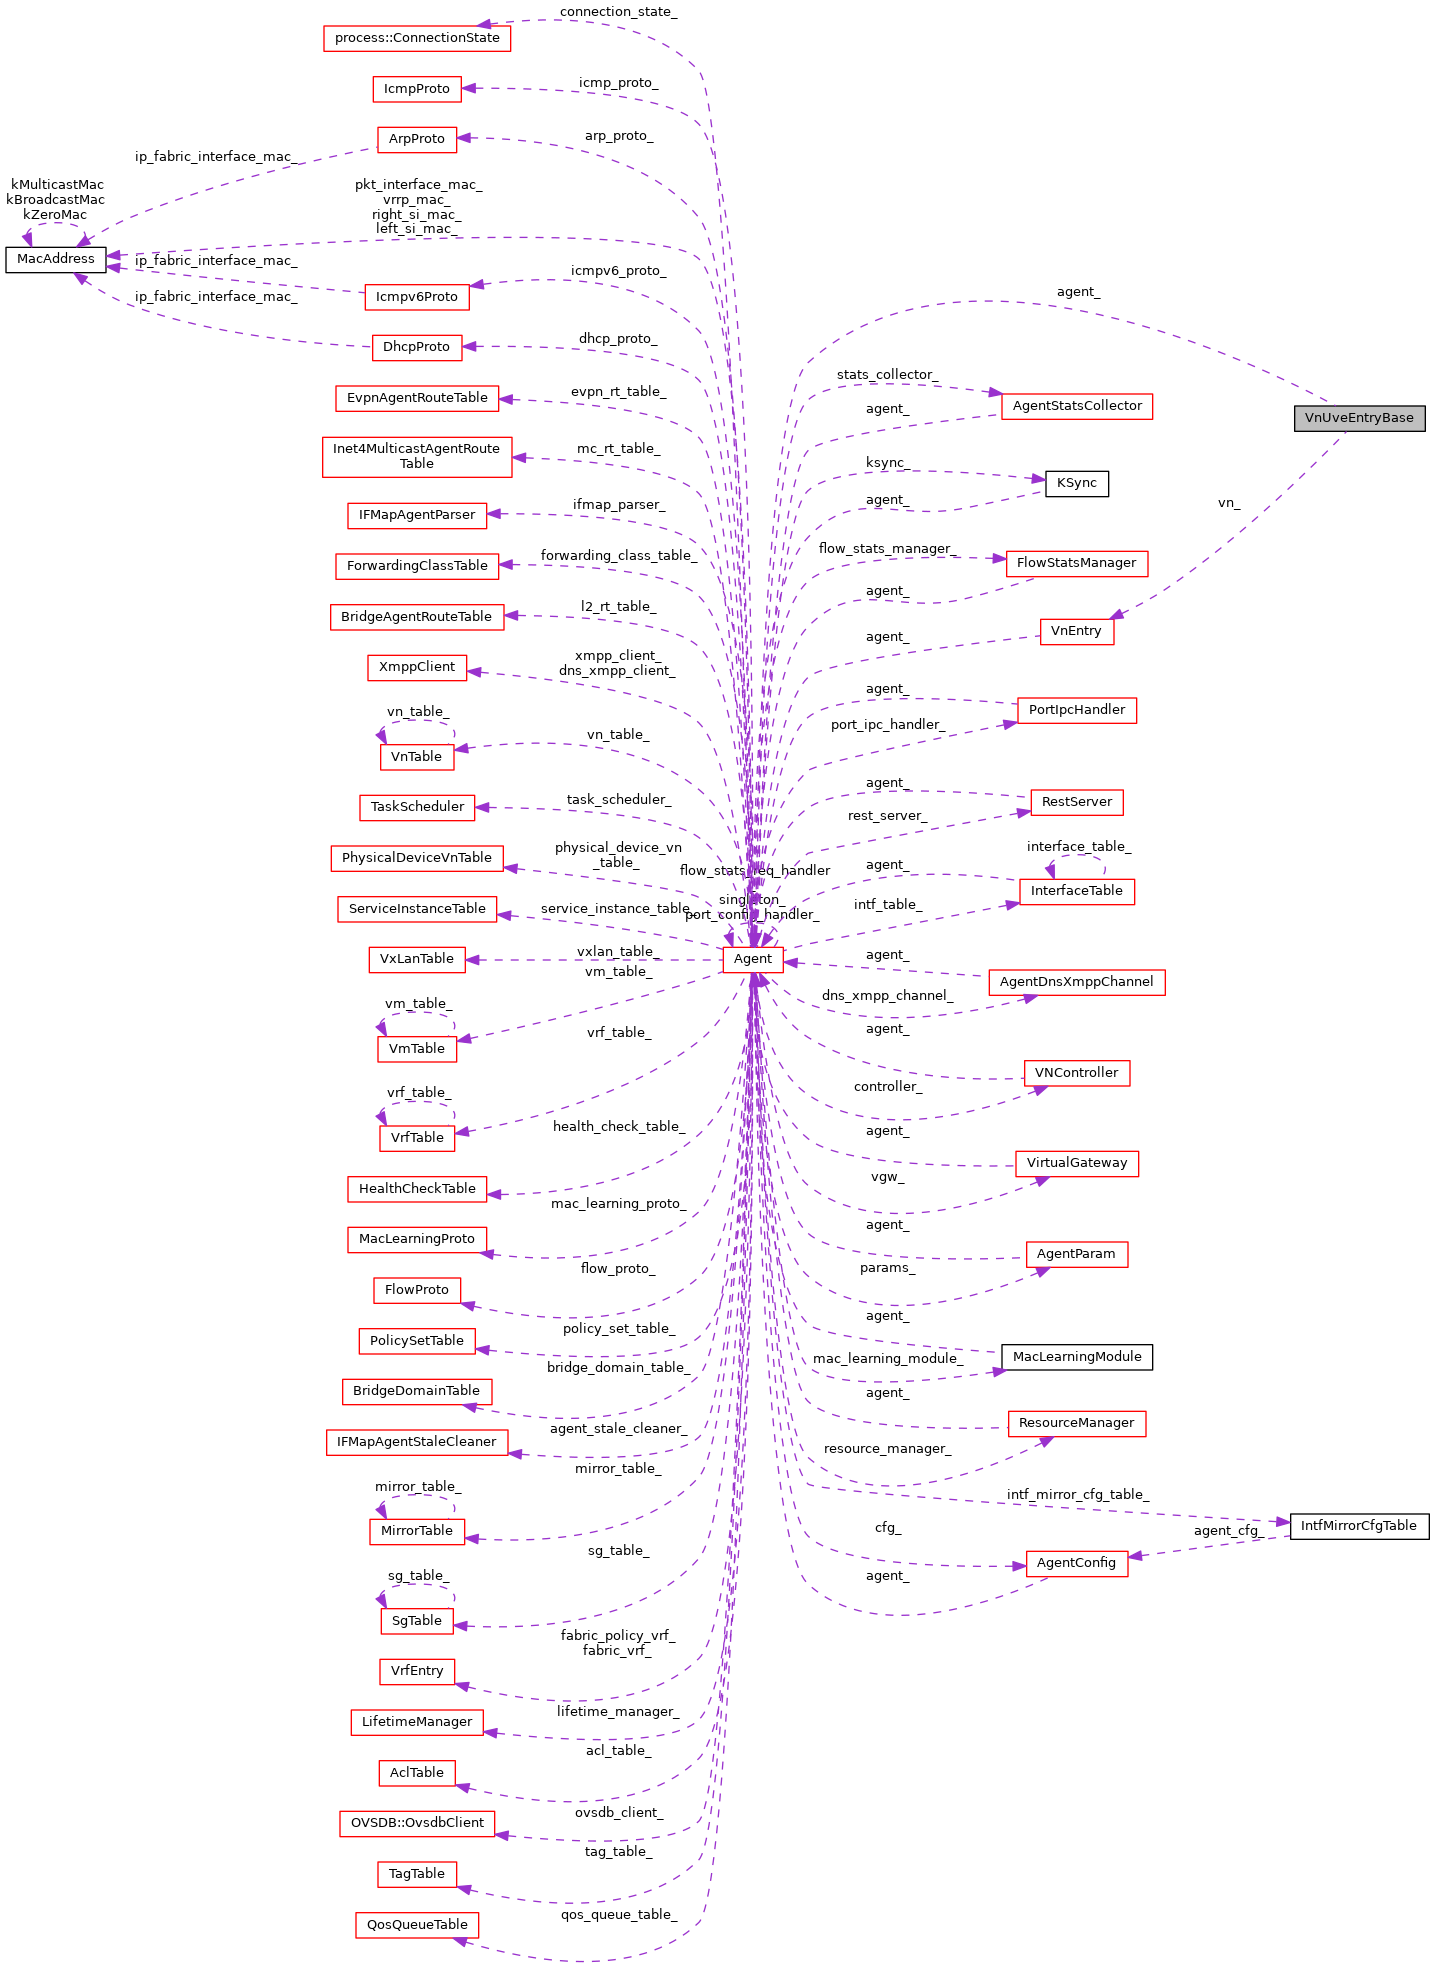 connection_state_
process::ConnectionState
icmp_proto_
IcmpProto
arp_proto_
ArpProto
ip_fabric_interface_mac_
kMulticastMac
kBroadcastMac
kZeroMac
pkt_interface_mac_
vrrp_mac_
right_si_mac_
left_si_mac_
MacAddress
ip_fabric_interface_mac_
icmpv6_proto_
Icmpv6Proto
ip_fabric_interface_mac_
dhcp_proto_
DhcpProto
evpn_rt_table_
EvpnAgentRouteTable
mc_rt_table_
Inet4MulticastAgentRoute
Table
ifmap_parser_
IFMapAgentParser
forwarding_class_table_
ForwardingClassTable
l2_rt_table_
BridgeAgentRouteTable
xmpp_client_
dns_xmpp_client_
XmppClient
vn_table_
vn_table_
VnTable
task_scheduler_
TaskScheduler
physical_device_vn
_table_
PhysicalDeviceVnTable
service_instance_table_
ServiceInstanceTable
vxlan_table_
VxLanTable
vm_table_
vm_table_
VmTable
vrf_table_
vrf_table_
VrfTable
health_check_table_
HealthCheckTable
mac_learning_proto_
MacLearningProto
flow_proto_
FlowProto
policy_set_table_
PolicySetTable
bridge_domain_table_
BridgeDomainTable
agent_stale_cleaner_
IFMapAgentStaleCleaner
mirror_table_
mirror_table_
MirrorTable
sg_table_
sg_table_
SgTable
fabric_policy_vrf_
fabric_vrf_
VrfEntry
lifetime_manager_
LifetimeManager
acl_table_
AclTable
ovsdb_client_
OVSDB::OvsdbClient
tag_table_
TagTable
qos_queue_table_
QosQueueTable
flow_stats_req_handler
_
singleton_
port_config_handler_
Agent
agent_
VnUveEntryBase
vn_
stats_collector_
AgentStatsCollector
agent_
ksync_
KSync
agent_
flow_stats_manager_
FlowStatsManager
agent_
VnEntry
agent_
agent_
PortIpcHandler
port_ipc_handler_
agent_
RestServer
rest_server_
interface_table_
agent_
InterfaceTable
intf_table_
agent_
AgentDnsXmppChannel
dns_xmpp_channel_
agent_
VNController
controller_
agent_
VirtualGateway
vgw_
agent_
AgentParam
params_
agent_
MacLearningModule
mac_learning_module_
agent_
ResourceManager
resource_manager_
intf_mirror_cfg_table_
IntfMirrorCfgTable
cfg_
agent_cfg_
AgentConfig
agent_